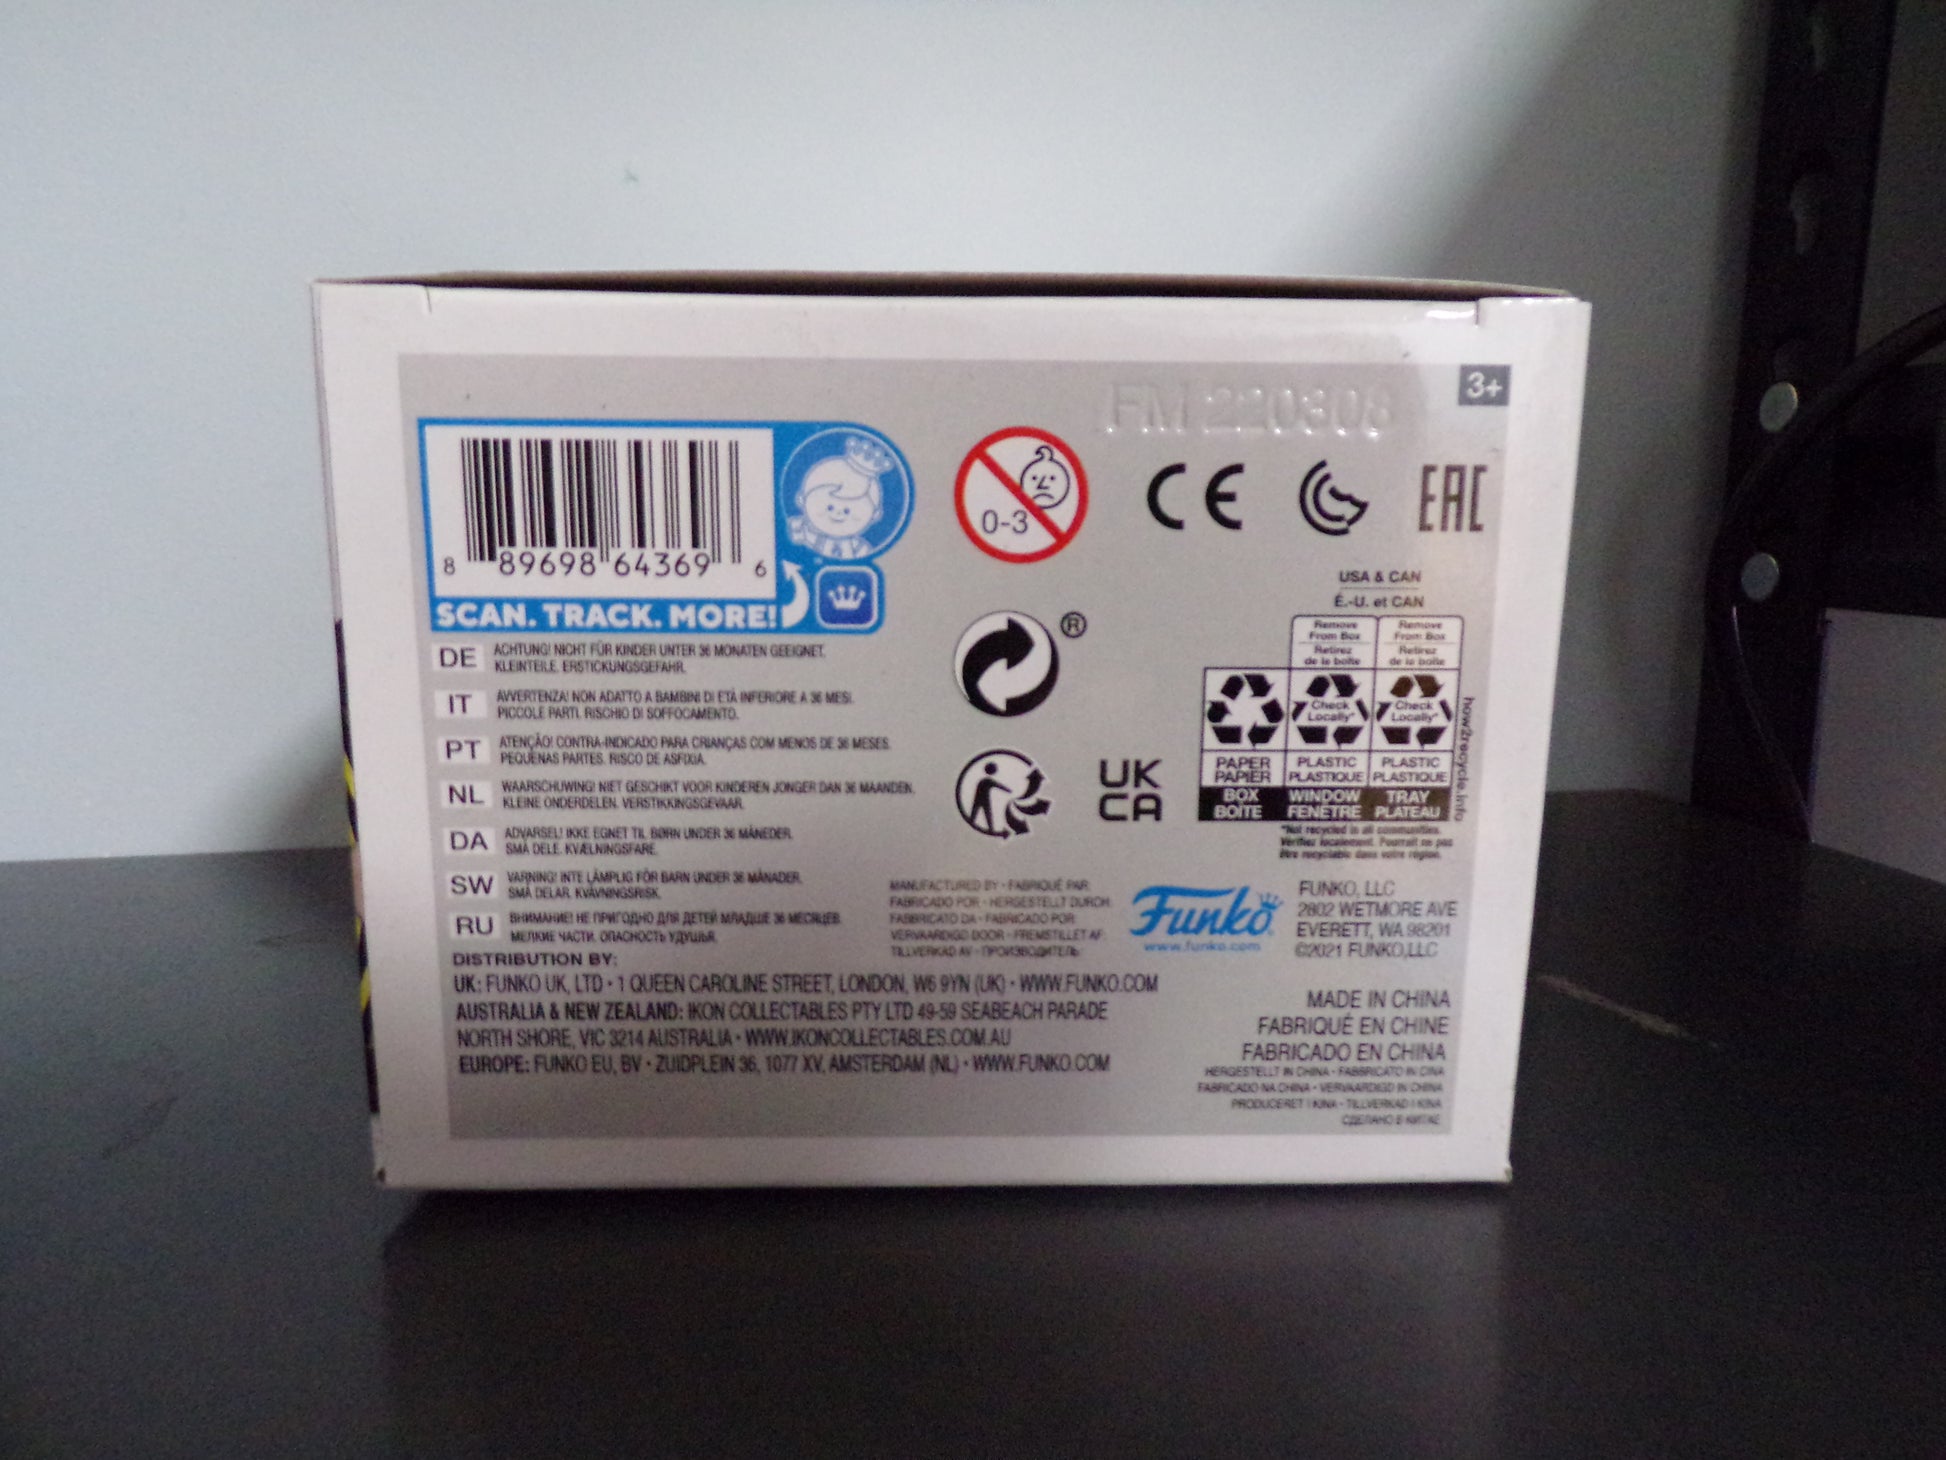 FM 220308
3+
8 89698 64369 6
SCAN. TRACK. MORE!
0-3
CE
EAC
®
UK
CA
USA & CAN
É.-U. et CAN
Remove From Box
Retirez de la boîte
Remove From Box
Retirez de la boîte
Check Locally*
Check Locally*
PAPER PAPIER
PLASTIC PLASTIQUE
PLASTIC PLASTIQUE
BOX BOÎTE
WINDOW FENÊTRE
TRAY PLATEAU
how2recycle.info
*Not recycled in all communities.
Vérifiez localement. Pourrait ne pas
être recyclable dans votre région.
DE ACHTUNG! NICHT FÜR KINDER UNTER 36 MONATEN GEEIGNET.
KLEINTEILE. ERSTICKUNGSGEFAHR.
IT AVVERTENZA! NON ADATTO A BAMBINI DI ETÀ INFERIORE A 36 MESI.
PICCOLE PARTI. RISCHIO DI SOFFOCAMENTO.
PT ATENÇÃO! CONTRA-INDICADO PARA CRIANÇAS COM MENOS DE 36 MESES.
PEQUENAS PARTES. RISCO DE ASFIXIA.
NL WAARSCHUWING! NIET GESCHIKT VOOR KINDEREN JONGER DAN 36 MAANDEN.
KLEINE ONDERDELEN. VERSTIKKINGSGEVAAR.
DA ADVARSEL! IKKE EGNET TIL BØRN UNDER 36 MÅNEDER.
SMÅ DELE. KVÆLNINGSFARE.
SW VARNING! INTE LÄMPLIG FÖR BARN UNDER 36 MÅNADER.
SMÅ DELAR. KVÄVNINGSRISK.
RU ВНИМАНИЕ! НЕ ПРИГОДНО ДЛЯ ДЕТЕЙ МЛАДШЕ 36 МЕСЯЦЕВ.
МЕЛКИЕ ЧАСТИ. ОПАСНОСТЬ УДУШЬЯ.
MANUFACTURED BY • FABRIQUÉ PAR
FABRICADO POR • HERGESTELLT DURCH
FABBRICATO DA • FABRICADO POR
VERVAARDIGD DOOR • FREMSTILLET AF
TILLVERKAD AV • ПРОИЗВОДИТЕЛЬ:
Funko
www.funko.com
FUNKO, LLC
2802 WETMORE AVE
EVERETT, WA 98201
©2021 FUNKO,LLC
DISTRIBUTION BY:
UK: FUNKO UK, LTD • 1 QUEEN CAROLINE STREET, LONDON, W6 9YN (UK) • WWW.FUNKO.COM
AUSTRALIA & NEW ZEALAND: IKON COLLECTABLES PTY LTD 49-59 SEABEACH PARADE
NORTH SHORE, VIC 3214 AUSTRALIA • WWW.IKONCOLLECTABLES.COM.AU
EUROPE: FUNKO EU, BV • ZUIDPLEIN 36, 1077 XV, AMSTERDAM (NL) • WWW.FUNKO.COM
MADE IN CHINA
FABRIQUÉ EN CHINE
FABRICADO EN CHINA
HERGESTELLT IN CHINA • FABBRICATO IN CINA
FABRICADO NA CHINA • VERVAARDIGD IN CHINA
PRODUCERET I KINA • TILLVERKAD I KINA
СДЕЛАНО В КИТАЕ